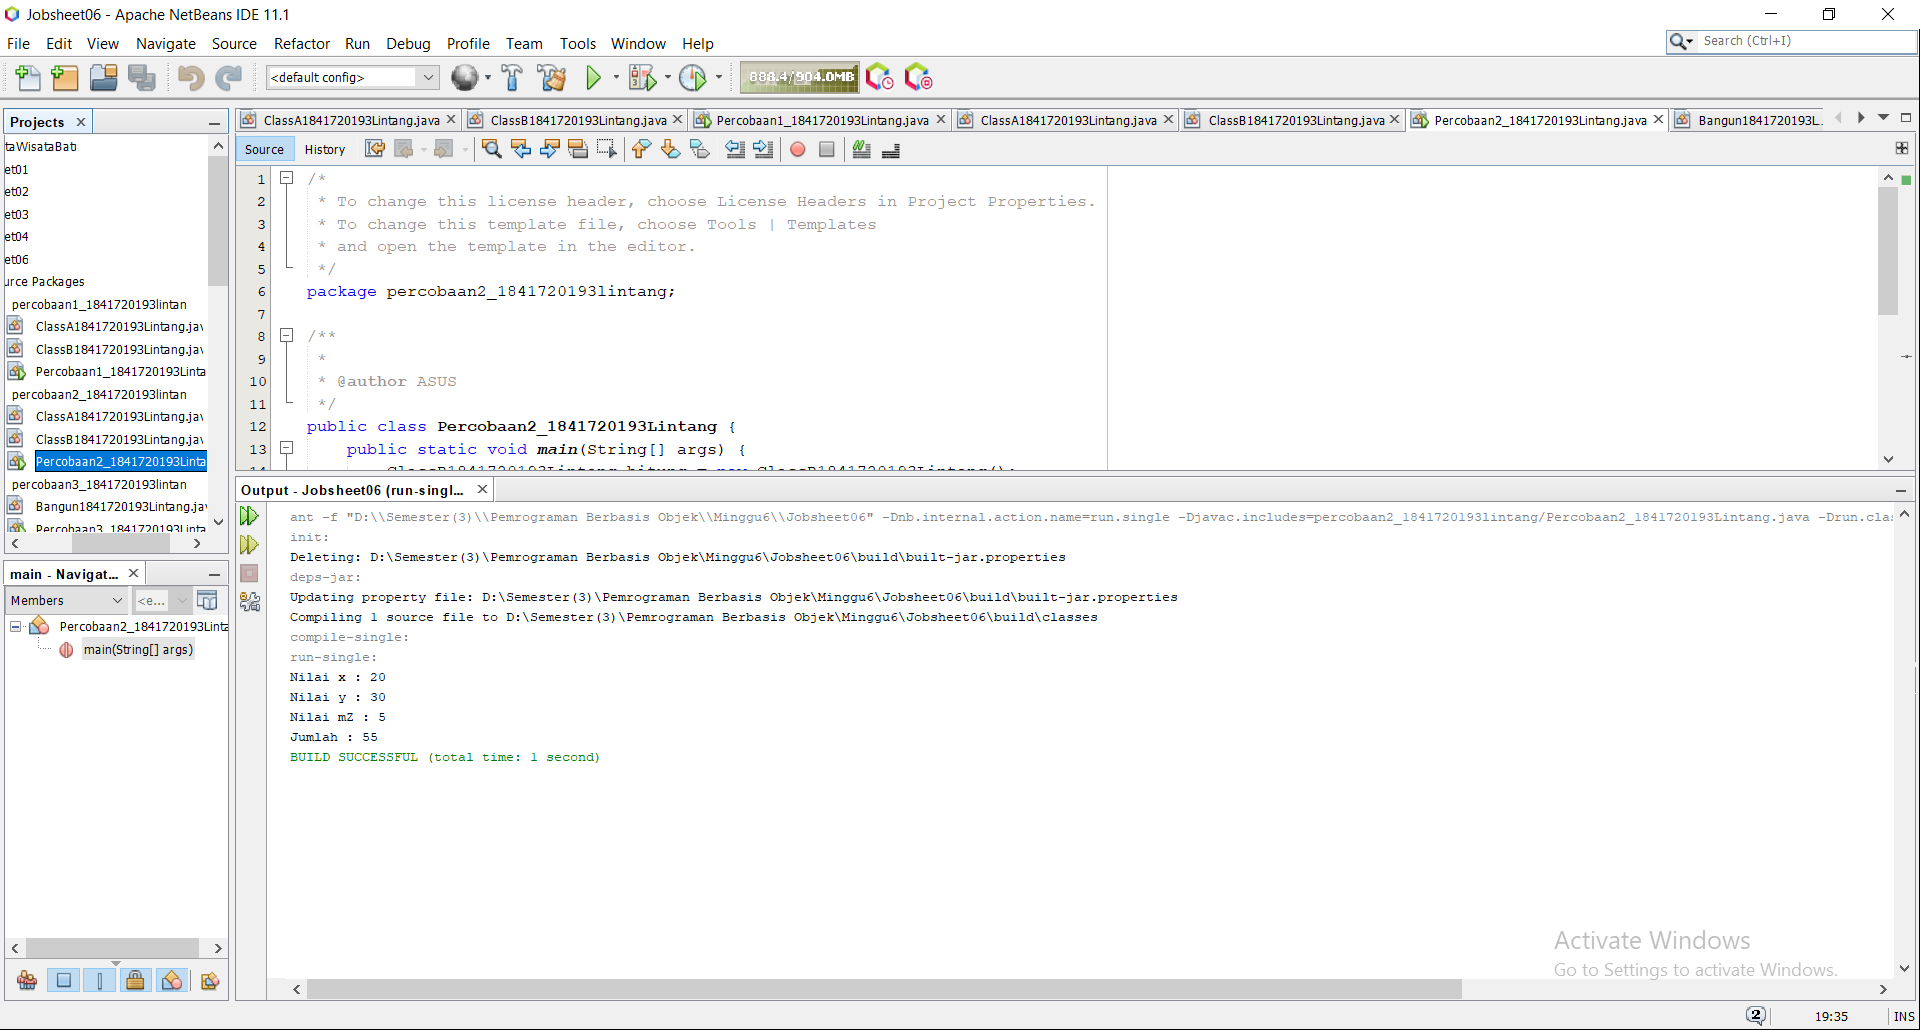 Jobsheet06 - Apache NetBeans IDE 11.1
File Edit View Navigate Source Refactor Run Debug Profile Team Tools Window Help
Search (Ctrl+I)
<default config>
888.4/904.0MB
Projects
ClassA1841720193Lintang.java
ClassB1841720193Lintang.java
Percobaan1_1841720193Lintang.java
ClassA1841720193Lintang.java
ClassB1841720193Lintang.java
Percobaan2_1841720193Lintang.java
Bangun1841720193L...
taWisataBati
et01
et02
et03
et04
et06
urce Packages
percobaan1_1841720193lintan
ClassA1841720193Lintang.jav
ClassB1841720193Lintang.jav
Percobaan1_1841720193Linta
percobaan2_1841720193lintan
ClassA1841720193Lintang.jav
ClassB1841720193Lintang.jav
Percobaan2_1841720193Linta
percobaan3_1841720193lintan
Bangun1841720193Lintang.jav
Percobaan3_1841720193Lintan
Source History
1 /*
2 * To change this license header, choose License Headers in Project Properties.
3 * To change this template file, choose Tools | Templates
4 * and open the template in the editor.
5 */
6 package percobaan2_1841720193lintang;
7
8 /**
9 *
10 * @author ASUS
11 */
12 public class Percobaan2_1841720193Lintang {
13 public static void main(String[] args) {
14 ClassB1841720193Lintang hitung = new ClassB1841720193Lintang();
main - Navigat...
Members
<e...
Percobaan2_1841720193Lintа
main(String[] args)
Output - Jobsheet06 (run-singl...
ant -f "D:\\Semester(3)\\Pemrograman Berbasis Objek\\Minggu6\\Jobsheet06" -Dnb.internal.action.name=run.single -Djavac.includes=percobaan2_1841720193lintang/Percobaan2_1841720193Lintang.java -Drun.clas
init:
Deleting: D:\Semester(3)\Pemrograman Berbasis Objek\Minggu6\Jobsheet06\build\built-jar.properties
deps-jar:
Updating property file: D:\Semester(3)\Pemrograman Berbasis Objek\Minggu6\Jobsheet06\build\built-jar.properties
Compiling 1 source file to D:\Semester(3)\Pemrograman Berbasis Objek\Minggu6\Jobsheet06\build\classes
compile-single:
run-single:
Nilai x : 20
Nilai y : 30
Nilai mZ : 5
Jumlah : 55
BUILD SUCCESSFUL (total time: 1 second)
Activate Windows
Go to Settings to activate Windows.
2
19:35
INS